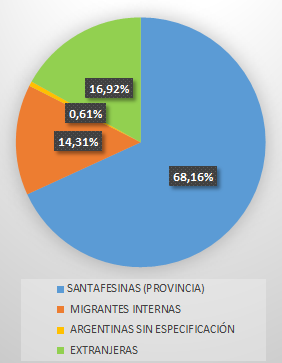 16,92%
0,61%
14,31%
68,16%
SANTAFESINAS (PROVINCIA)
MIGRANTES INTERNAS
ARGENTINAS SIN ESPECIFICACIÓN
EXTRANJERAS